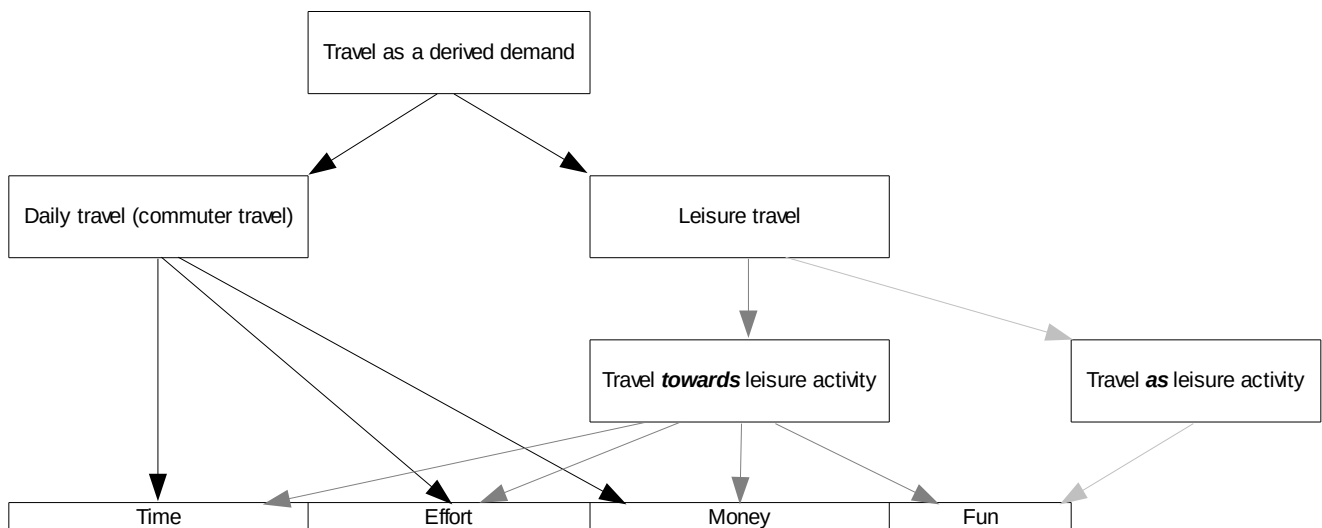 Travel as a derived demand
Daily travel (commuter travel)
Leisure travel
Travel towards leisure activity
Travel as leisure activity
Time
Effort
Money
Fun